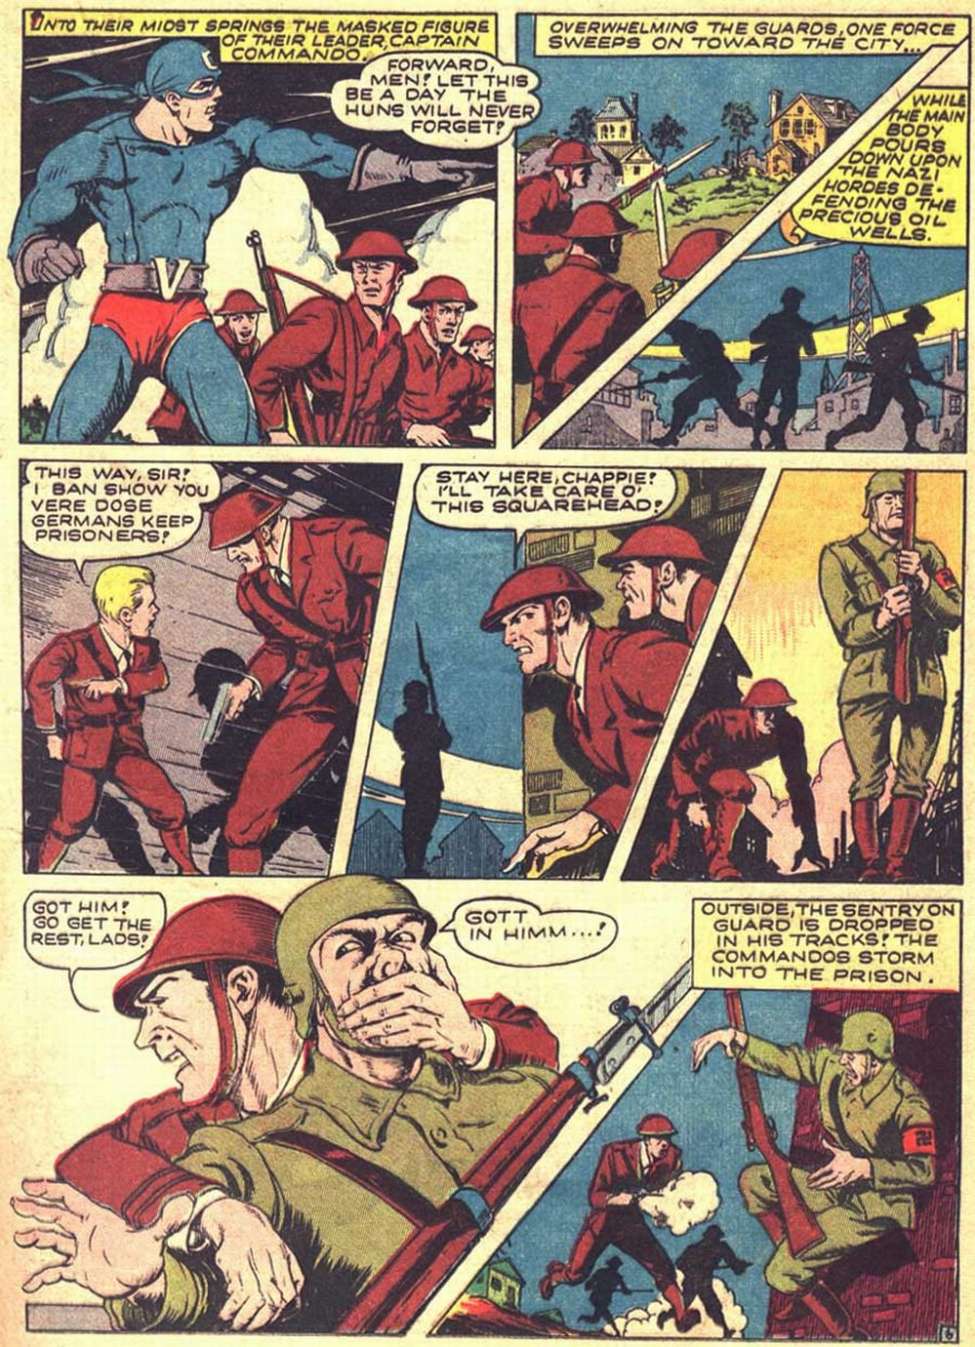 INTO THEIR MIDST SPRINGS THE MASKED FIGURE
OF THEIR LEADER, CAPTAIN
COMMANDO.
FORWARD,
MEN! LET THIS
BE A DAY THE
HUNS WILL NEVER
FORGET!
C
V
OVERWHELMING THE GUARDS, ONE FORCE
SWEEPS ON TOWARD THE CITY...
WHILE
THE MAIN
BODY
POURS
DOWN UPON
THE NAZI
HORDES DE-
FENDING THE
PRECIOUS OIL
WELLS.
THIS WAY, SIR!
I BAN SHOW YOU
VERE DOSE
GERMANS KEEP
PRISONERS!
STAY HERE, CHAPPIE!
I'LL TAKE CARE O'
THIS SQUAREHEAD!
GOT HIM!
GO GET THE
REST, LADS!
GOTT
IN HIMM...!
OUTSIDE, THE SENTRY ON
GUARD IS DROPPED
IN HIS TRACKS! THE
COMMANDOS STORM
INTO THE PRISON.
6